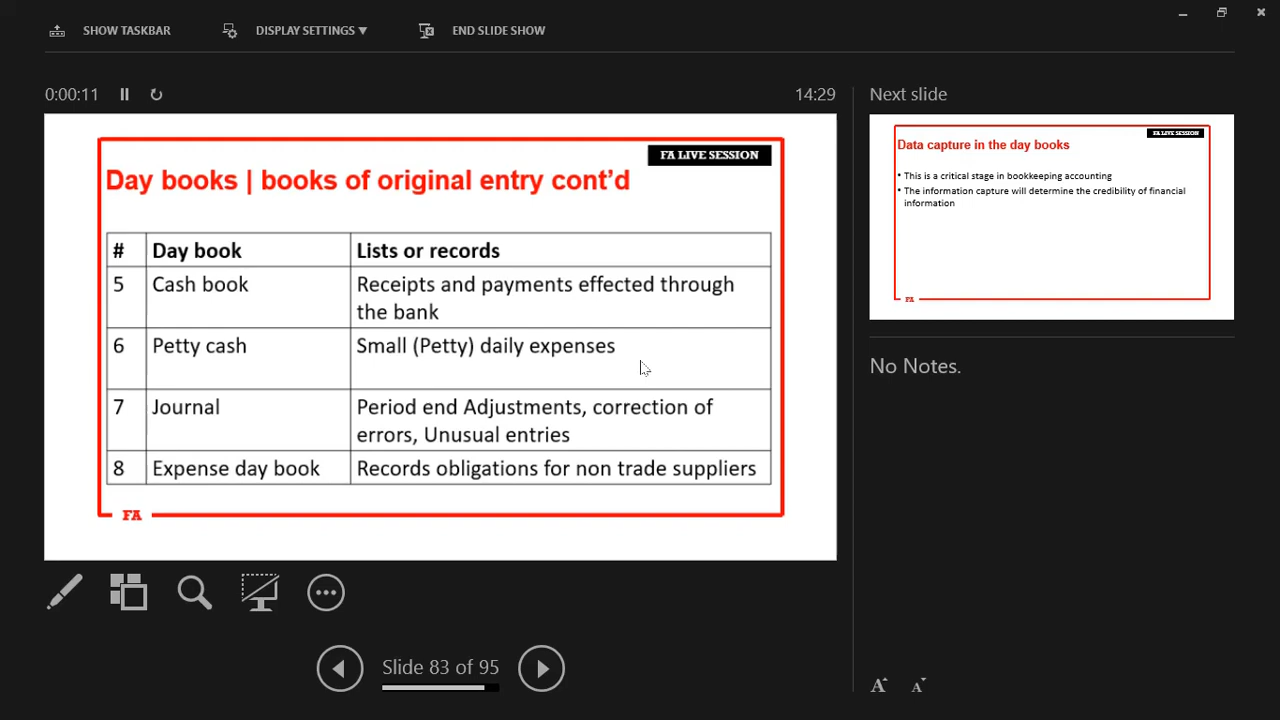 SHOW TASKBAR
DISPLAY SETTINGS ▼
END SLIDE SHOW
0:00:11
14:29
FA LIVE SESSION
Day books | books of original entry cont’d
# Day book Lists or records
5 Cash book Receipts and payments effected through
the bank
6 Petty cash Small (Petty) daily expenses
7 Journal Period end Adjustments, correction of
errors, Unusual entries
8 Expense day book Records obligations for non trade suppliers
FA
Slide 83 of 95
Next slide
FA LIVE SESSION
Data capture in the day books
• This is a critical stage in bookkeeping accounting
• The information capture will determine the credibility of financial
information
FA
No Notes.
A A